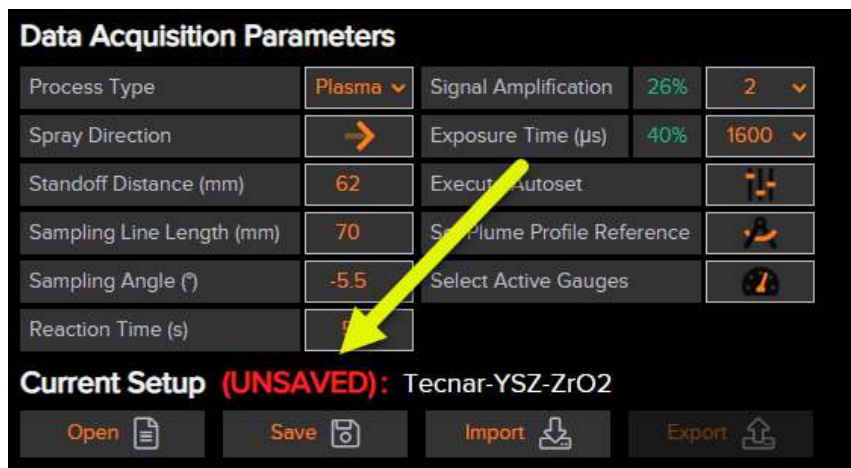 Data Acquisition Parameters
Process Type Plasma Signal Amplification 26% 2
Spray Direction Exposure Time (µs) 40% 1600
Standoff Distance (mm) 62 Execute Autoset
Sampling Line Length (mm) 70 Plume Profile Reference
Sampling Angle (º) -5.5 Select Active Gauges
Reaction Time (s)
Current Setup (UNSAVED): Tecnar-YSZ-ZrO2
Open Save Import Export